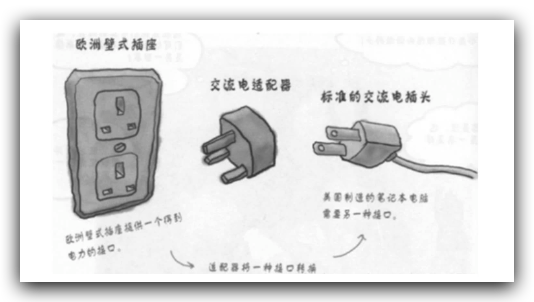 欧洲壁式插座
交流电适配器
标准的交流电插头
欧洲壁式插座提供一个得到
电力的接口。
美国制造的笔记本电脑
需要另一种接口。
适配器将一种接口转换